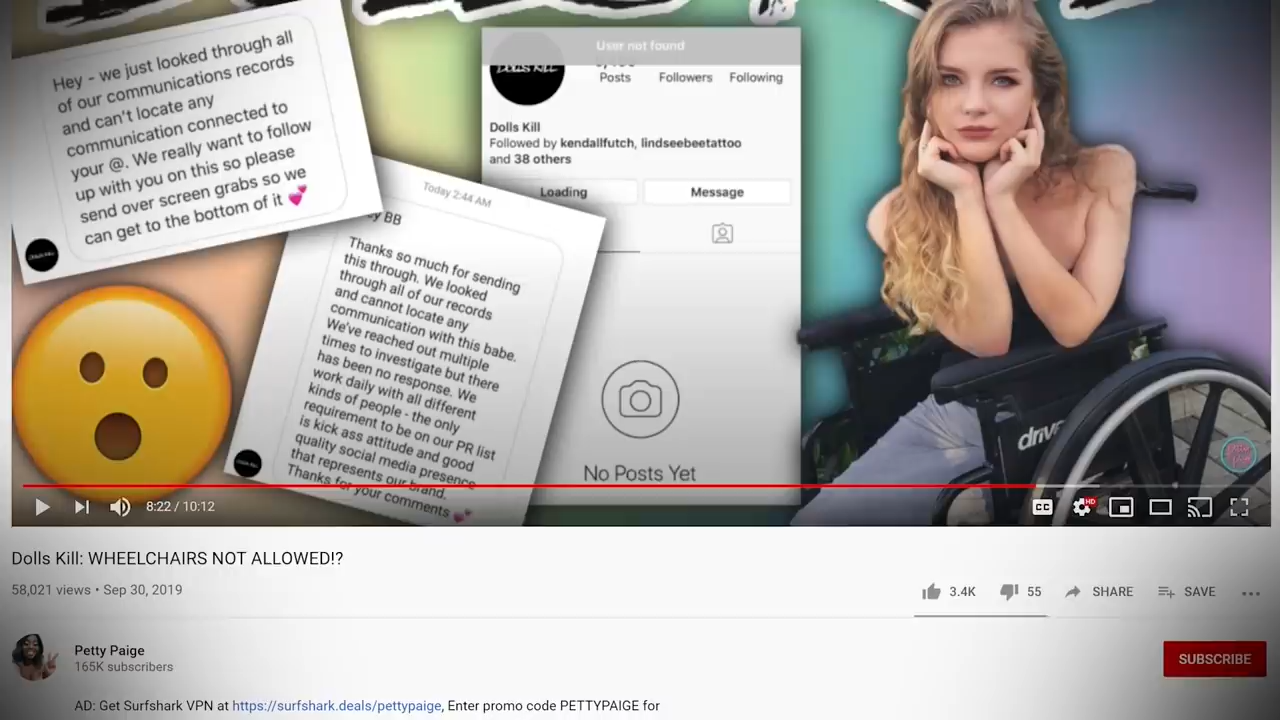 Hey - we just looked through all
of our communications records
and can't locate any
communication connected to
your @. We really want to follow
up with you on this so please
send over screen grabs so we
can get to the bottom of it 💕
Today 2:44 AM
BB
Thanks so much for sending
this through. We looked
through all of our records
and cannot locate any
communication with this babe.
We've reached out multiple
times to investigate but there
has been no response. We
work daily with all different
kinds of people - the only
requirement to be on our PR list
is kick ass attitude and good
quality social media presence
that represents our brand.
Thanks for your comments 💕
User not found
DOLLS KILL
Posts Followers Following
Dolls Kill
Followed by kendallfutch, lindseebeetattoo
and 38 others
Loading Message
No Posts Yet
drive
8:22 / 10:12
CC HD
Dolls Kill: WHEELCHAIRS NOT ALLOWED!?
58,021 views • Sep 30, 2019
3.4K 55 SHARE SAVE
Petty Paige
165K subscribers
SUBSCRIBE
AD: Get Surfshark VPN at https://surfshark.deals/pettypaige, Enter promo code PETTYPAIGE for